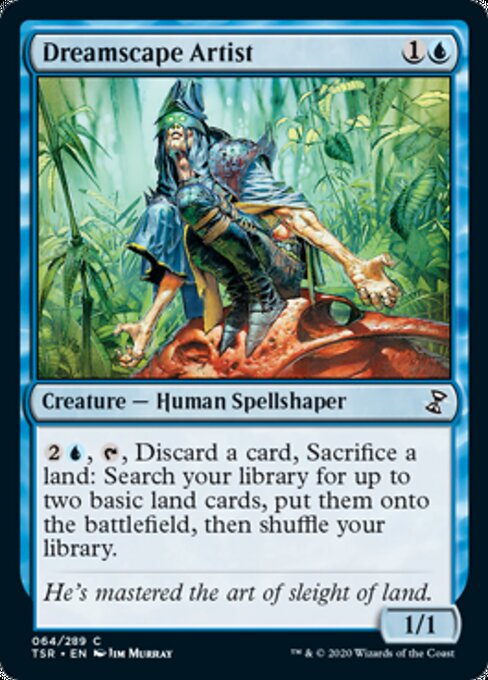 Dreamscape Artist 1
Creature — Human Spellshaper
2 , , Discard a card, Sacrifice a
land: Search your library for up to
two basic land cards, put them onto
the battlefield, then shuffle your
library.
He's mastered the art of sleight of land.
1/1
064/289 C
TSR • EN Jim Murray
™ & © 2020 Wizards of the Coast